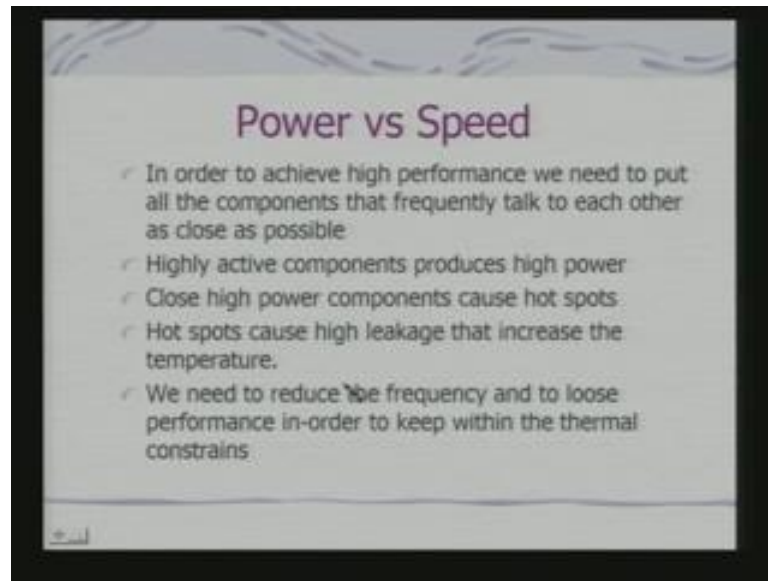 Power vs Speed
In order to achieve high performance we need to put
all the components that frequently talk to each other
as close as possible
Highly active components produces high power
Close high power components cause hot spots
Hot spots cause high leakage that increase the
temperature.
We need to reduce the frequency and to loose
performance in-order to keep within the thermal
constrains